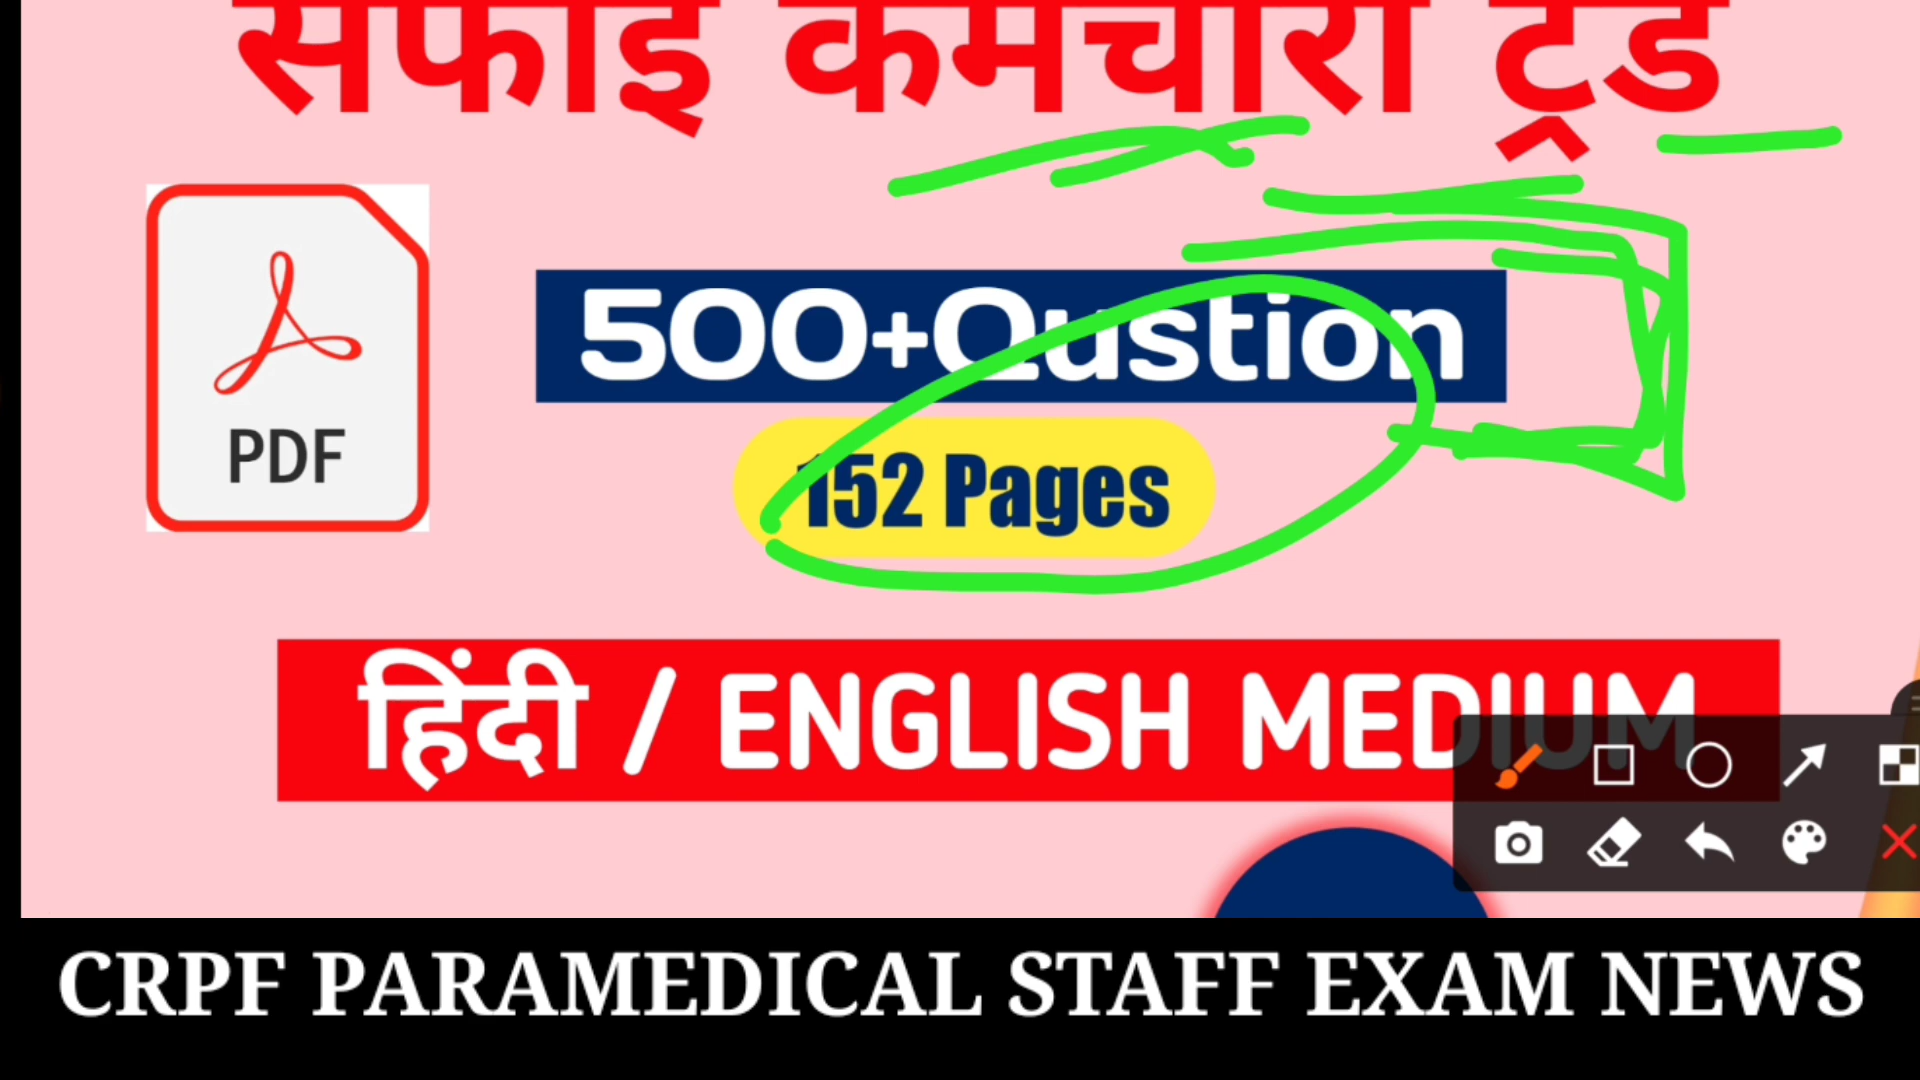 सफाई कर्मचारी ट्रेड
PDF
500+Qustion
152 Pages
हिंदी / ENGLISH MEDIUM
CRPF PARAMEDICAL STAFF EXAM NEWS